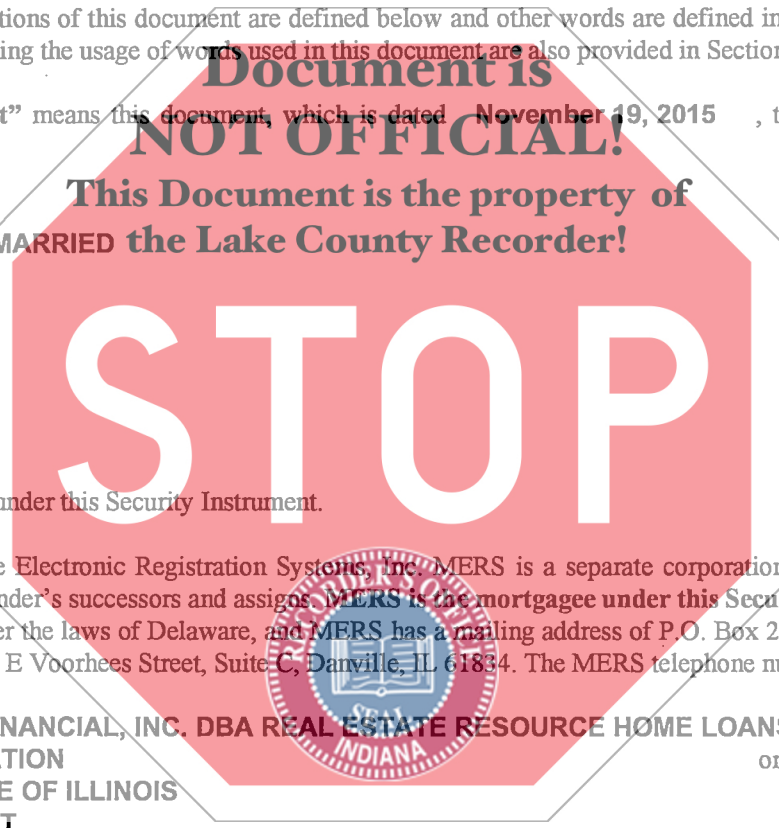 tions of this document are defined below and other words are defined in
ing the usage of words used in this document are also provided in Section
Document is
t” means this document, which is dated November 19, 2015 , t
NOT OFFICIAL!
This Document is the property of
MARRIED the Lake County Recorder!
STOP
under this Security Instrument.
e Electronic Registration Systems, Inc. MERS is a separate corporation
nder’s successors and assigns. MERS is the mortgagee under this Secu
er the laws of Delaware, and MERS has a mailing address of P.O. Box 2
E Voorhees Street, Suite C, Danville, IL 61834. The MERS telephone nu
RECORDER'S OFFICE
SEAL
INDIANA
NANCIAL, INC. DBA REAL ESTATE RESOURCE HOME LOANS
TION or
E OF ILLINOIS
T